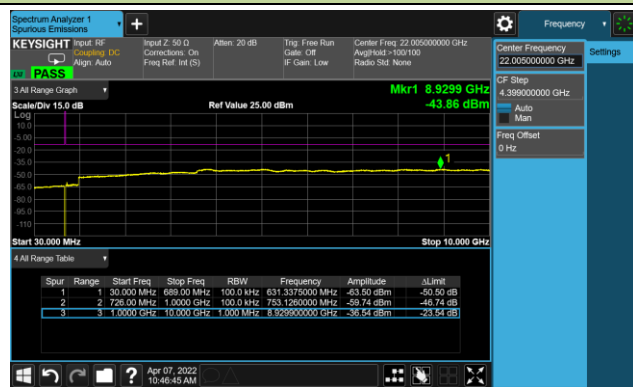 Spectrum Analyzer 1
Spurious Emissions
Frequency
KEYSIGHT Input: RF Input Z: 50 Ω Atten: 20 dB Trig: Free Run Center Freq: 22.005000000 GHz
Coupling: DC Corrections: On Gate: Off Avg|Hold:>100/100
Align: Auto Freq Ref: Int (S) IF Gain: Low Radio Std: None
PASS
Center Frequency
22.005000000 GHz
Settings
CF Step
4.399000000 GHz
Auto
Man
Freq Offset
0 Hz
3 All Range Graph
Mkr1 8.9299 GHz
Scale/Div 15.0 dB Ref Value 25.00 dBm -43.86 dBm
Log
10.0
-5.00
-20.0
-35.0
-50.0
-65.0
-80.0
-95.0
-110
1
Start 30.000 MHz Stop 10.000 GHz
4 All Range Table
Spur Range Start Freq Stop Freq RBW Frequency Amplitude ΔLimit
1 1 30.000 MHz 689.00 MHz 100.0 kHz 631.3375000 MHz -63.50 dBm -50.50 dB
2 2 726.00 MHz 1.0000 GHz 100.0 kHz 753.1260000 MHz -59.74 dBm -46.74 dB
3 3 1.0000 GHz 10.000 GHz 1.000 MHz 8.929900000 GHz -36.54 dBm -23.54 dB
Apr 07, 2022
10:46:45 AM